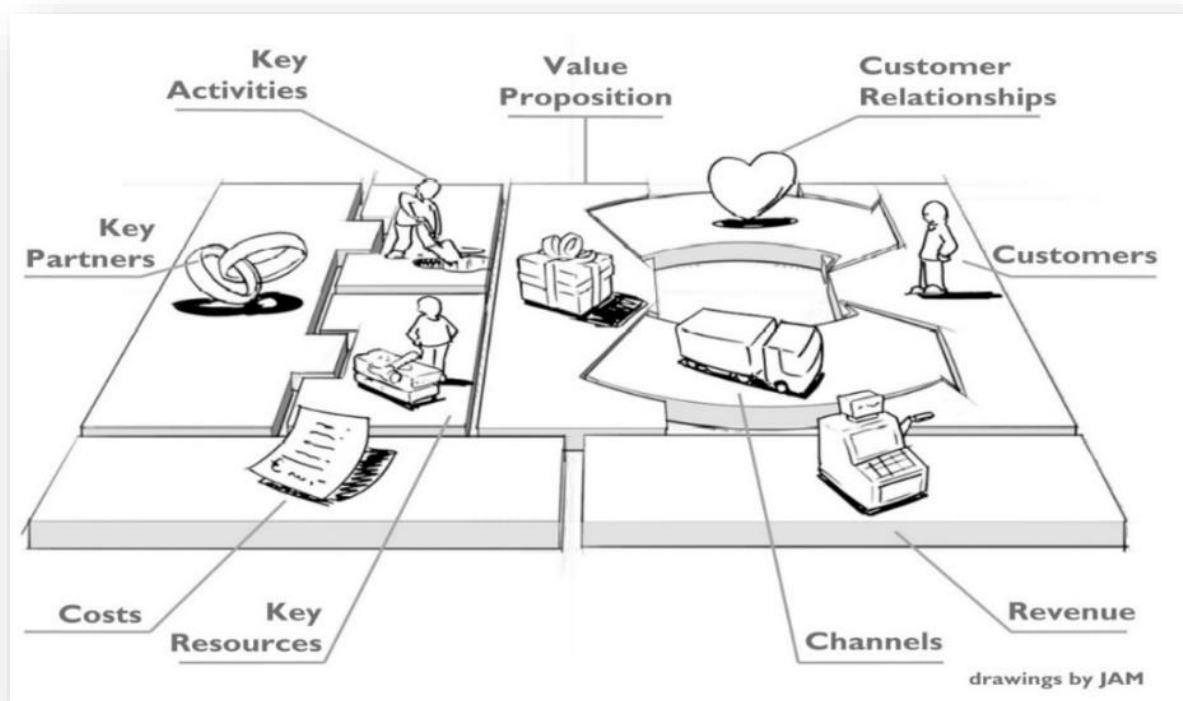 Key
Activities
Value
Proposition
Customer
Relationships
Key
Partners
Customers
Costs
Key
Resources
Channels
Revenue
drawings by JAM